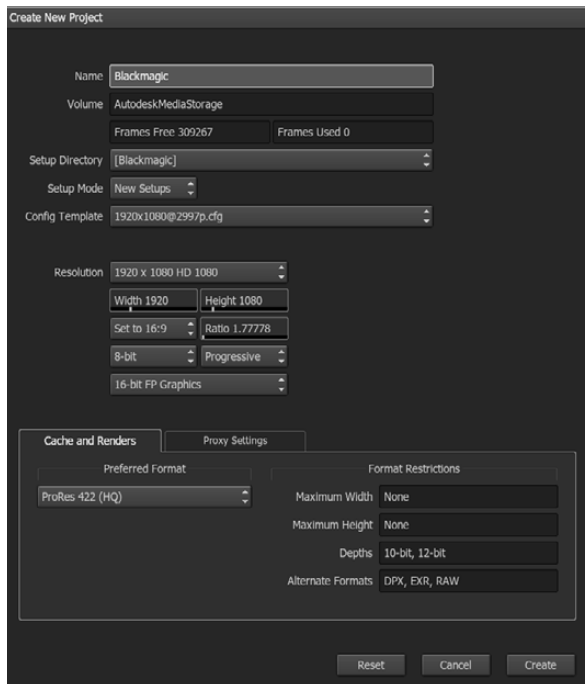 Create New Project
Name Blackmagic
Volume AutodeskMediaStorage
Frames Free 309267 Frames Used 0
Setup Directory [Blackmagic]
Setup Mode New Setups
Config Template 1920x1080@2997p.cfg
Resolution 1920 x 1080 HD 1080
Width 1920 Height 1080
Set to 16:9 Ratio 1.77778
8-bit Progressive
16-bit FP Graphics
Cache and Renders Proxy Settings
Preferred Format Format Restrictions
ProRes 422 (HQ) Maximum Width None
Maximum Height None
Depths 10-bit, 12-bit
Alternate Formats DPX, EXR, RAW
Reset Cancel Create